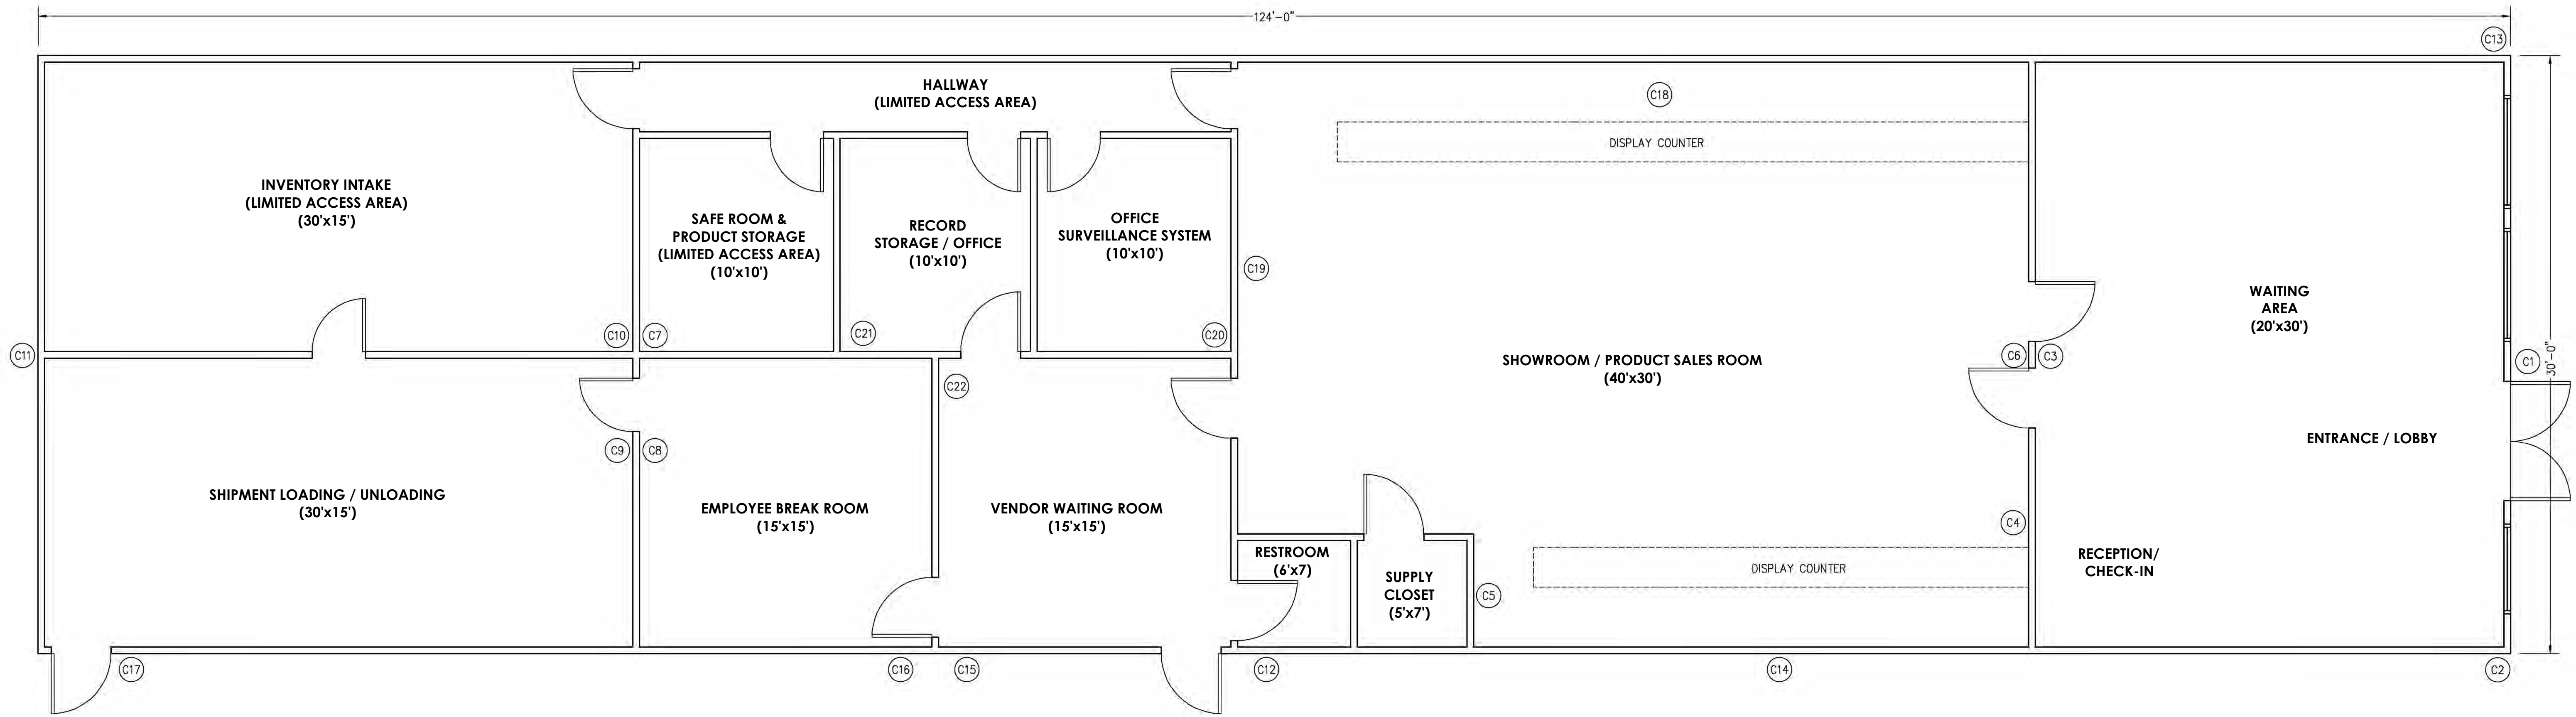 124'-0"
C13
HALLWAY
(LIMITED ACCESS AREA)
C18
DISPLAY COUNTER
INVENTORY INTAKE
(LIMITED ACCESS AREA)
(30'x15')
SAFE ROOM &
PRODUCT STORAGE
(LIMITED ACCESS AREA)
(10'x10')
RECORD
STORAGE / OFFICE
(10'x10')
OFFICE
SURVEILLANCE SYSTEM
(10'x10')
C19
WAITING
AREA
(20'x30')
C10
C7
C21
C20
C11
SHOWROOM / PRODUCT SALES ROOM
(40'x30')
C6
C3
C1
30'-0"
C22
C9
C8
ENTRANCE / LOBBY
SHIPMENT LOADING / UNLOADING
(30'x15')
EMPLOYEE BREAK ROOM
(15'x15')
VENDOR WAITING ROOM
(15'x15')
C4
RESTROOM
(6'x7)
SUPPLY
CLOSET
(5'x7')
C5
DISPLAY COUNTER
RECEPTION/
CHECK-IN
C17
C16
C15
C12
C14
C2